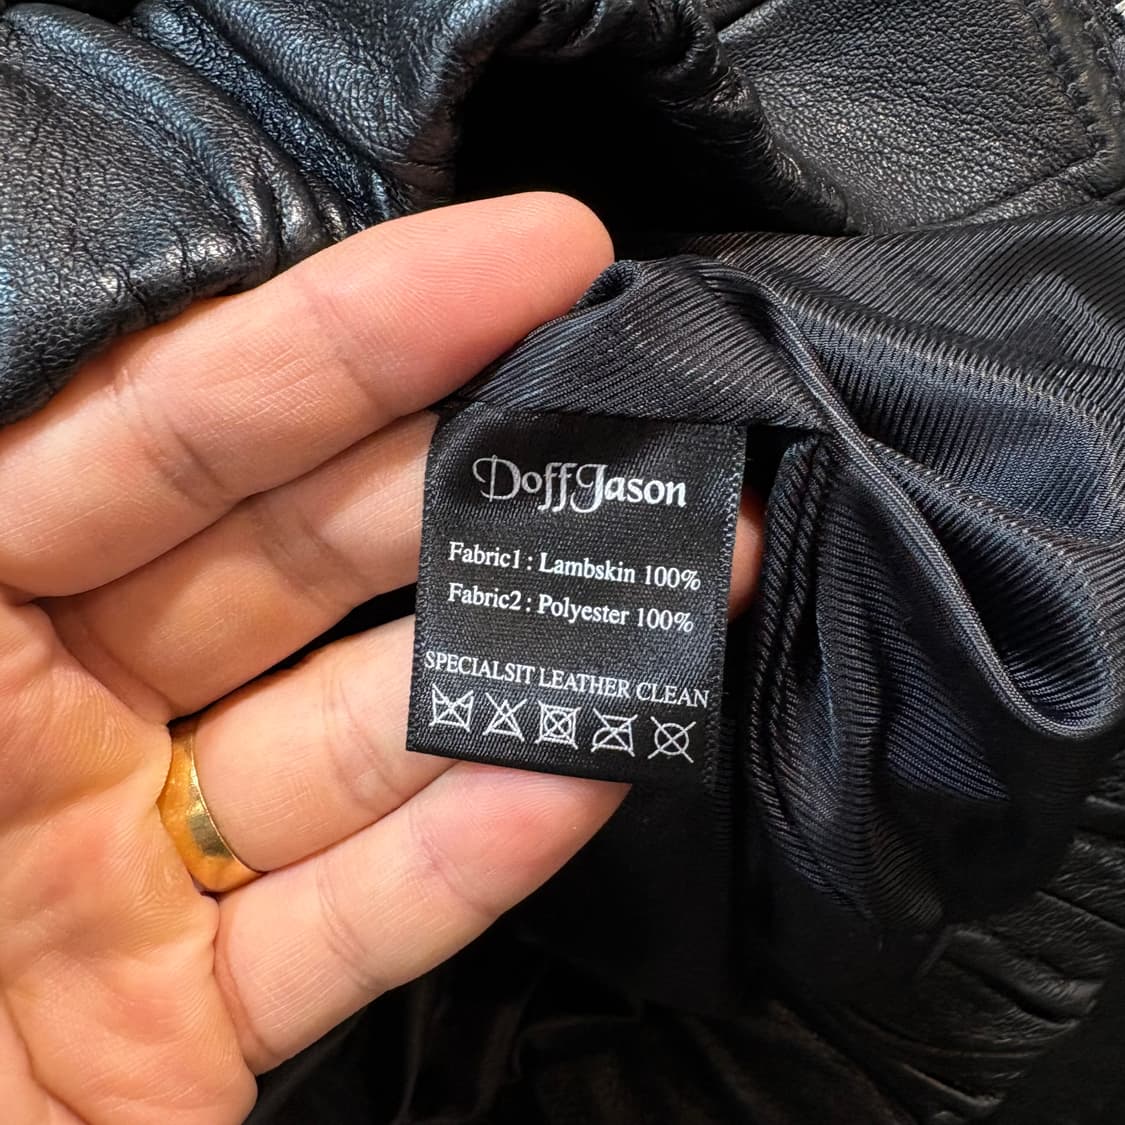 DoffJason
Fabric1 : Lambskin 100%
Fabric2 : Polyester 100%
SPECIALSIT LEATHER CLEAN